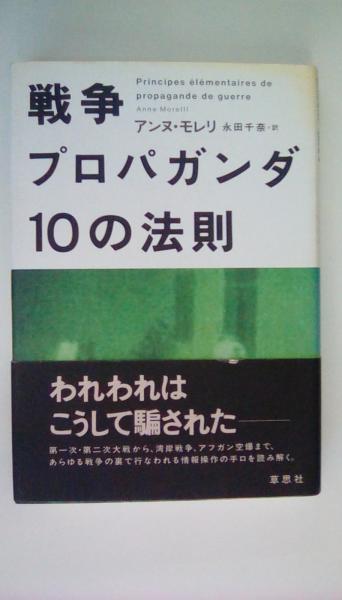 戦争
Principes élémentaires de
propagande de guerre
Anne Morelli
アンヌ・モレリ 永田千奈・訳
プロパガンダ
10の法則
われわれは
こうして騙された——
第一次・第二次大戦から、湾岸戦争、アフガン空爆まで、
あらゆる戦争の裏で行なわれる情報操作の手口を読み解く。
草思社